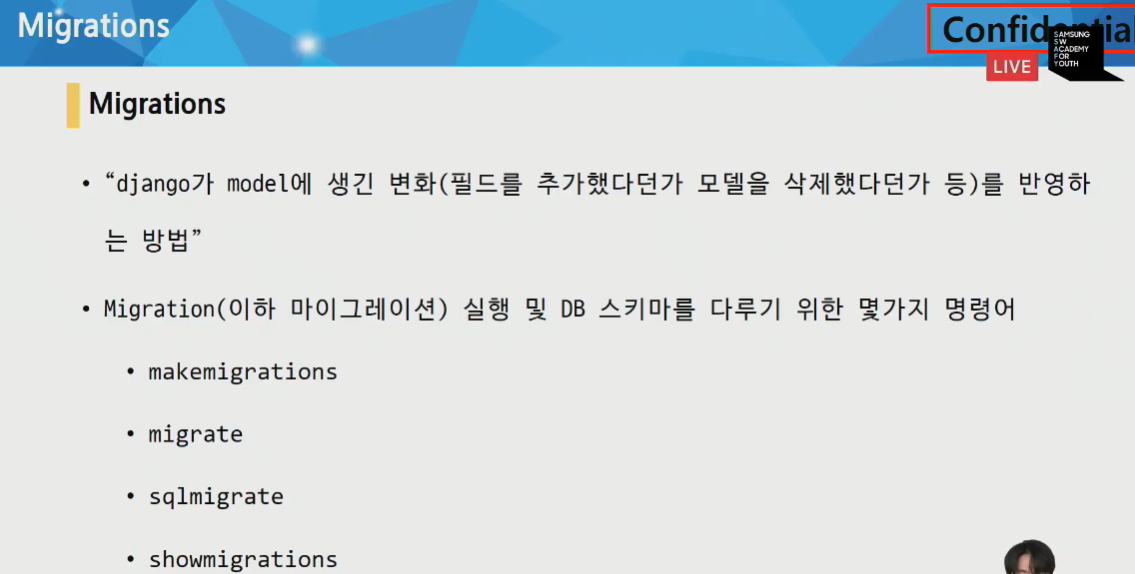 Migrations
Confidentia
SAMSUNG
SW
ACADEMY
FOR
YOUTH
LIVE
Migrations
• “django가 model에 생긴 변화(필드를 추가했다던가 모델을 삭제했다던가 등)를 반영하
는 방법”
• Migration(이하 마이그레이션) 실행 및 DB 스키마를 다루기 위한 몇가지 명령어
• makemigrations
• migrate
• sqlmigrate
• showmigrations